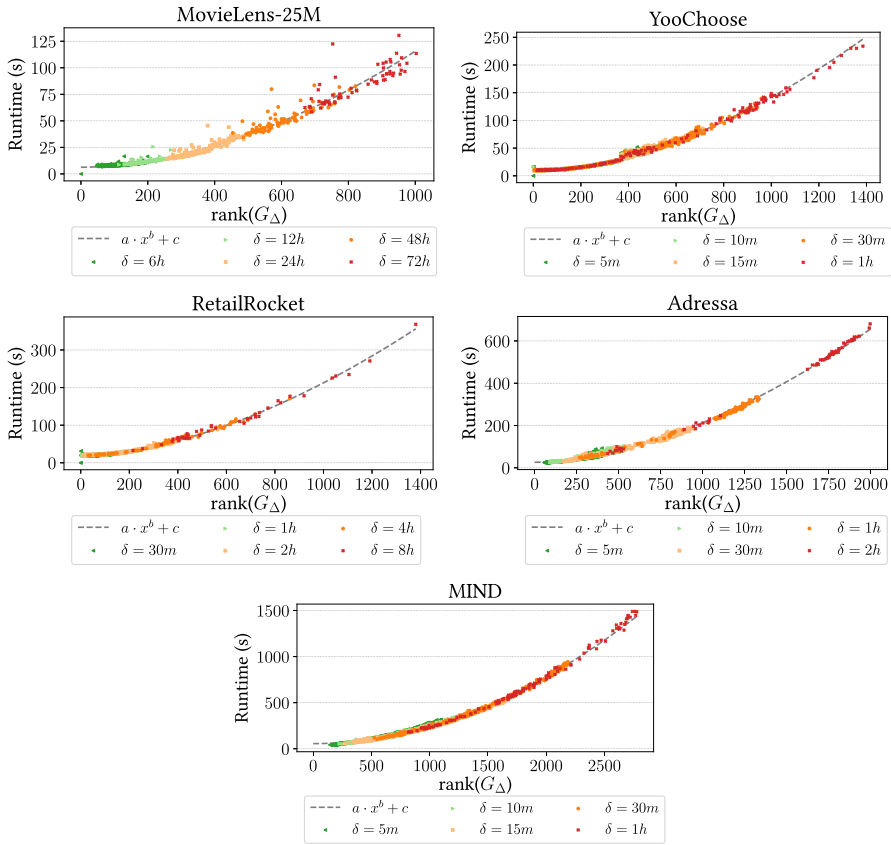 MovieLens-25M
Runtime (s)
125
100
75
50
25
0
0 200 400 600 800 1000
rank(G_Δ)
a · x^b + c
δ = 6h
δ = 12h
δ = 24h
δ = 48h
δ = 72h
YooChoose
Runtime (s)
250
200
150
100
50
0
0 200 400 600 800 1000 1200 1400
rank(G_Δ)
a · x^b + c
δ = 5m
δ = 10m
δ = 15m
δ = 30m
δ = 1h
RetailRocket
Runtime (s)
300
200
100
0
0 200 400 600 800 1000 1200 1400
rank(G_Δ)
a · x^b + c
δ = 30m
δ = 1h
δ = 2h
δ = 4h
δ = 8h
Adressa
Runtime (s)
600
400
200
0
0 250 500 750 1000 1250 1500 1750 2000
rank(G_Δ)
a · x^b + c
δ = 5m
δ = 10m
δ = 30m
δ = 1h
δ = 2h
MIND
Runtime (s)
1500
1000
500
0
0 500 1000 1500 2000 2500
rank(G_Δ)
a · x^b + c
δ = 5m
δ = 10m
δ = 15m
δ = 30m
δ = 1h